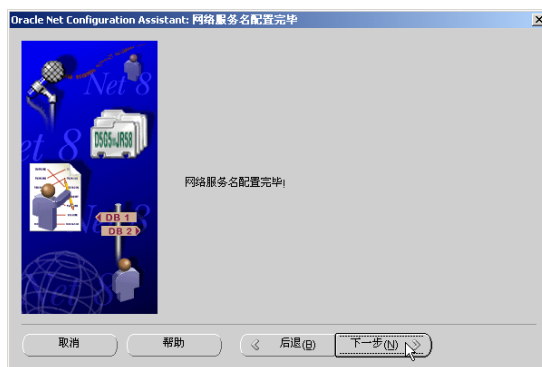 Oracle Net Configuration Assistant: 网络服务名配置完毕
Net 8
et 8
D5G5 JR58
DB 1
DB 2
网络服务名配置完毕!
取消
帮助
后退(B)
下一步(N)